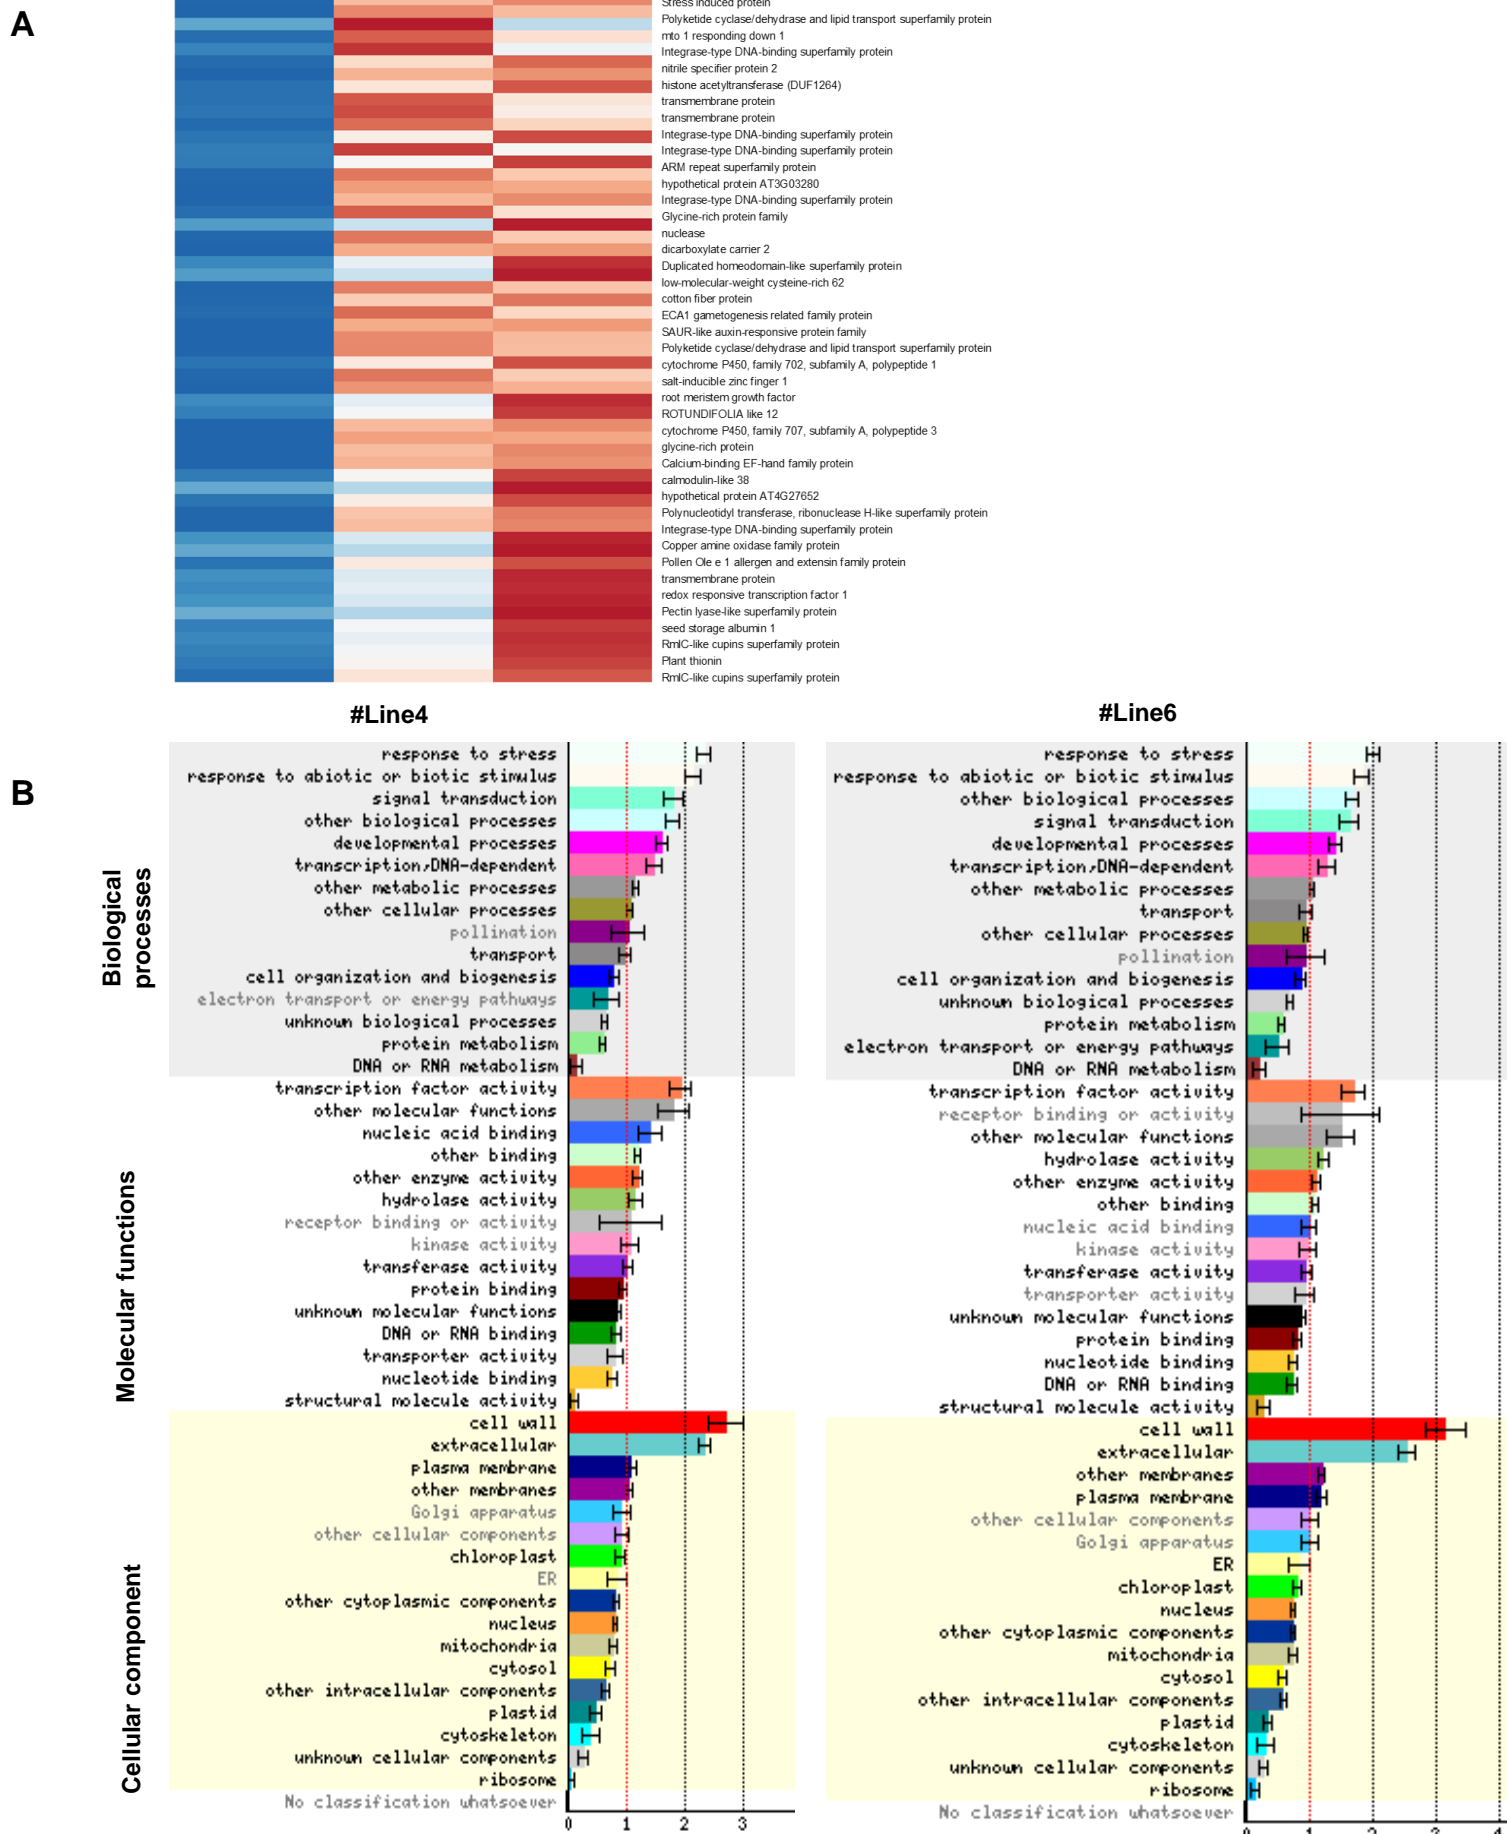 A
Stress induced protein
Polyketide cyclase/dehydrase and lipid transport superfamily protein
mto 1 responding down 1
Integrase-type DNA-binding superfamily protein
nitrile specifier protein 2
histone acetyltransferase (DUF1264)
transmembrane protein
transmembrane protein
Integrase-type DNA-binding superfamily protein
Integrase-type DNA-binding superfamily protein
ARM repeat superfamily protein
hypothetical protein AT3G03280
Integrase-type DNA-binding superfamily protein
Glycine-rich protein family
nuclease
dicarboxylate carrier 2
Duplicated homeodomain-like superfamily protein
low-molecular-weight cysteine-rich 62
cotton fiber protein
ECA1 gametogenesis related family protein
SAUR-like auxin-responsive protein family
Polyketide cyclase/dehydrase and lipid transport superfamily protein
cytochrome P450, family 702, subfamily A, polypeptide 1
salt-inducible zinc finger 1
root meristem growth factor
ROTUNDIFOLIA like 12
cytochrome P450, family 707, subfamily A, polypeptide 3
glycine-rich protein
Calcium-binding EF-hand family protein
calmodulin-like 38
hypothetical protein AT4G27652
Polynucleotidyl transferase, ribonuclease H-like superfamily protein
Integrase-type DNA-binding superfamily protein
Copper amine oxidase family protein
Pollen Ole e 1 allergen and extensin family protein
transmembrane protein
redox responsive transcription factor 1
Pectin lyase-like superfamily protein
seed storage albumin 1
RmlC-like cupins superfamily protein
Plant thionin
RmlC-like cupins superfamily protein
B
#Line4
Biological
processes
Molecular functions
Cellular component
response to stress
response to abiotic or biotic stimulus
signal transduction
other biological processes
developmental processes
transcription,DNA-dependent
other metabolic processes
other cellular processes
pollination
transport
cell organization and biogenesis
electron transport or energy pathways
unknown biological processes
protein metabolism
DNA or RNA metabolism
transcription factor activity
other molecular functions
nucleic acid binding
other binding
other enzyme activity
hydrolase activity
receptor binding or activity
kinase activity
transferase activity
protein binding
unknown molecular functions
DNA or RNA binding
transporter activity
nucleotide binding
structural molecule activity
cell wall
extracellular
plasma membrane
other membranes
Golgi apparatus
other cellular components
chloroplast
ER
other cytoplasmic components
nucleus
mitochondria
cytosol
other intracellular components
plastid
cytoskeleton
unknown cellular components
ribosome
No classification whatsoever
0 1 2 3
#Line6
response to stress
response to abiotic or biotic stimulus
other biological processes
signal transduction
developmental processes
transcription,DNA-dependent
other metabolic processes
transport
other cellular processes
pollination
cell organization and biogenesis
unknown biological processes
protein metabolism
electron transport or energy pathways
DNA or RNA metabolism
transcription factor activity
receptor binding or activity
other molecular functions
hydrolase activity
other enzyme activity
other binding
nucleic acid binding
kinase activity
transferase activity
transporter activity
unknown molecular functions
protein binding
nucleotide binding
DNA or RNA binding
structural molecule activity
cell wall
extracellular
other membranes
plasma membrane
other cellular components
Golgi apparatus
ER
chloroplast
nucleus
other cytoplasmic components
mitochondria
cytosol
other intracellular components
plastid
cytoskeleton
unknown cellular components
ribosome
No classification whatsoever
0 1 2 3 4